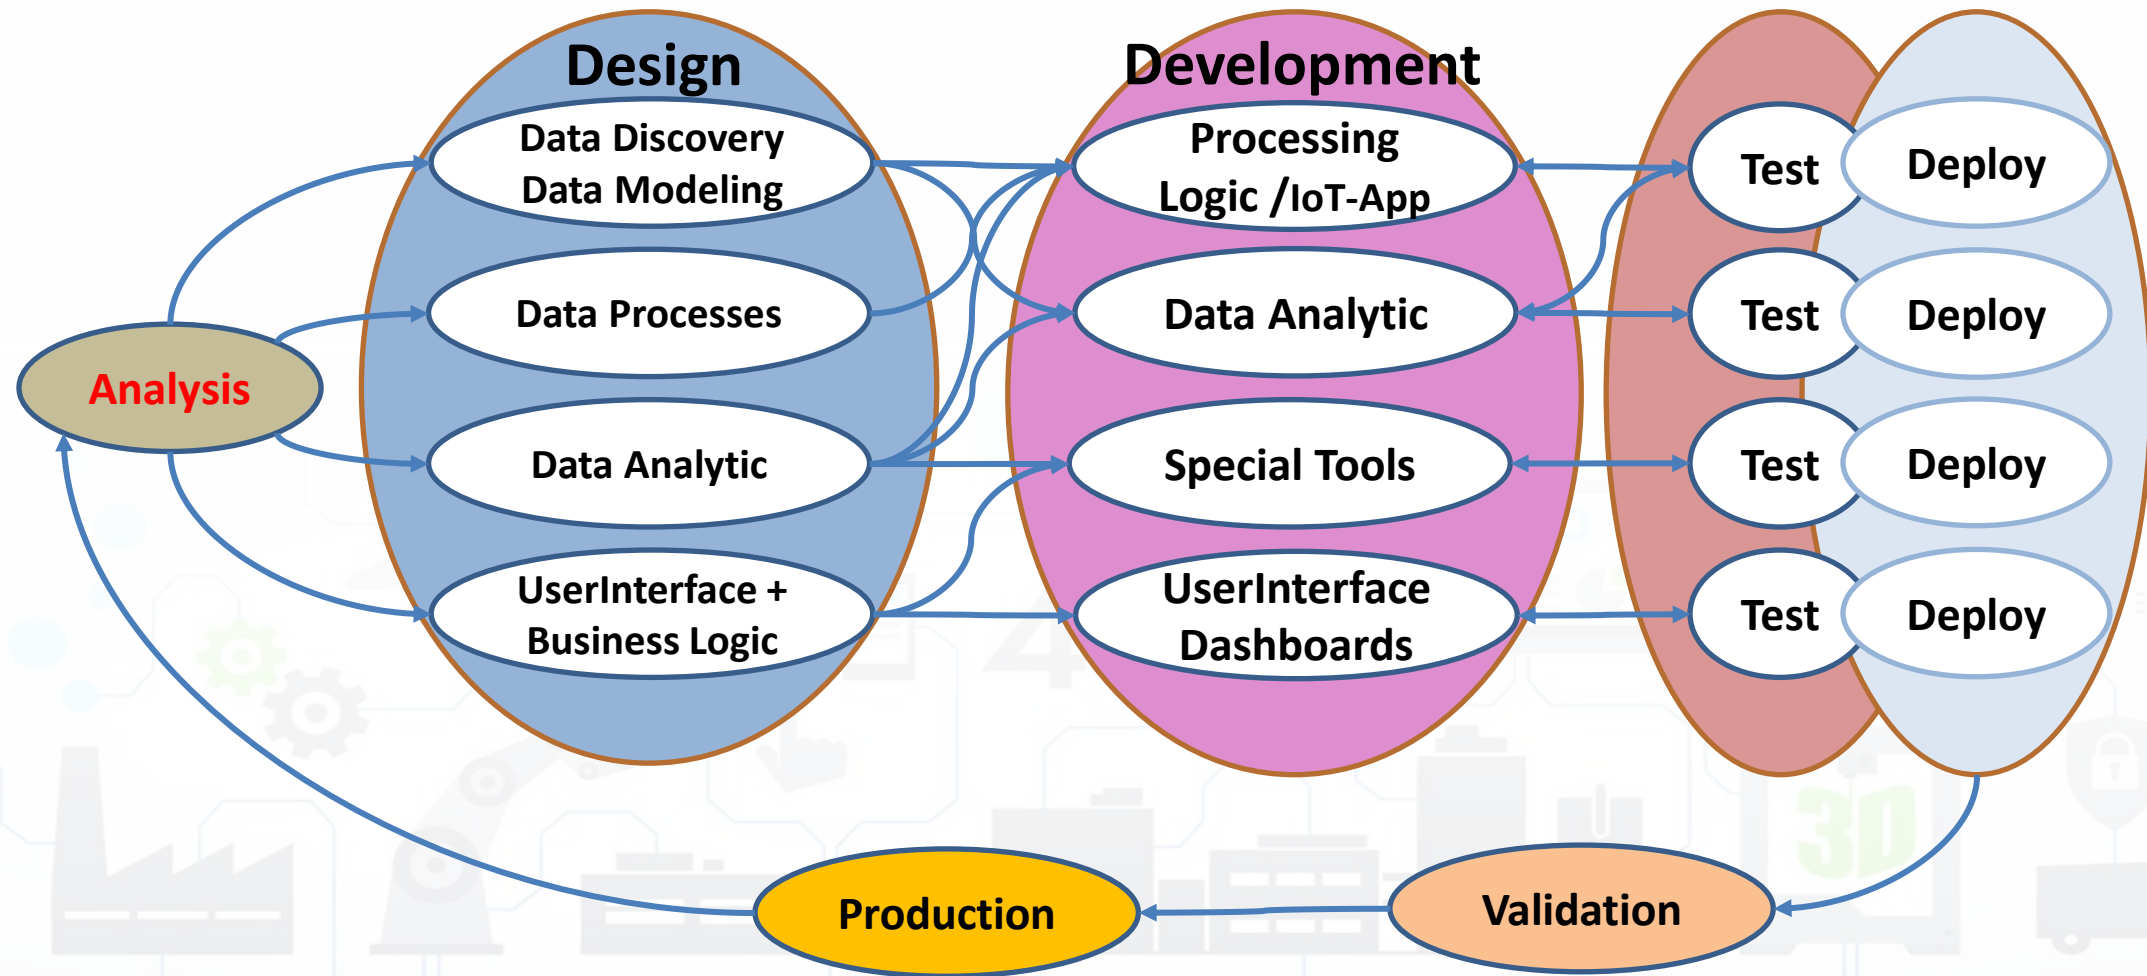 Design
Development
Data Discovery
Data Modeling
Processing
Logic /IoT-App
Test
Deploy
Data Processes
Data Analytic
Test
Deploy
Analysis
Data Analytic
Special Tools
Test
Deploy
UserInterface +
Business Logic
UserInterface
Dashboards
Test
Deploy
3D
Production
Validation